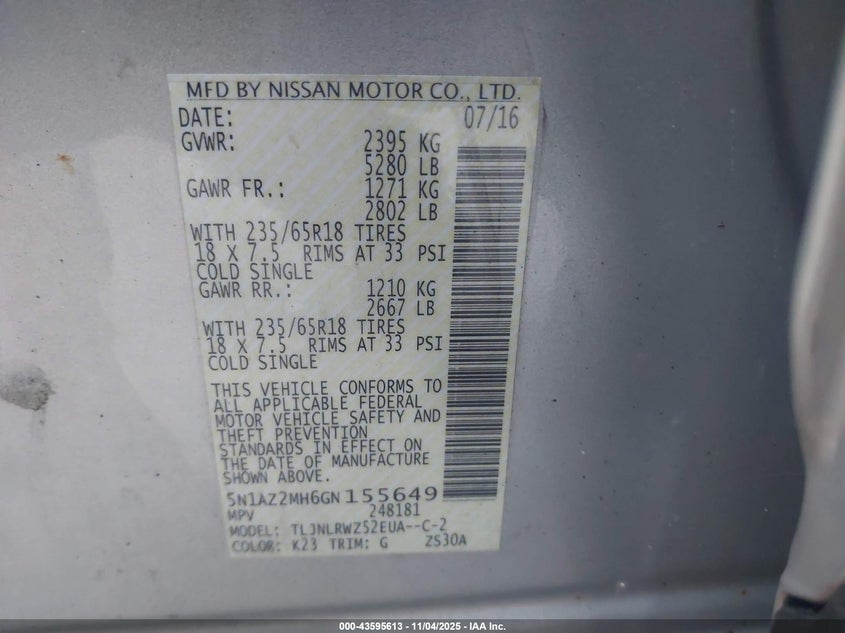 MFD BY NISSAN MOTOR CO., LTD.
DATE: 07/16
GVWR: 2395 KG
5280 LB
GAWR FR.: 1271 KG
2802 LB
WITH 235/65R18 TIRES
18 X 7.5 RIMS AT 33 PSI
COLD SINGLE
GAWR RR.: 1210 KG
2667 LB
WITH 235/65R18 TIRES
18 X 7.5 RIMS AT 33 PSI
COLD SINGLE
THIS VEHICLE CONFORMS TO
ALL APPLICABLE FEDERAL
MOTOR VEHICLE SAFETY AND
THEFT PREVENTION
STANDARDS IN EFFECT ON
THE DATE OF MANUFACTURE
SHOWN ABOVE.
5N1AZ2MH6GN155649
MPV 248181
MODEL: TLJNLRWZ52EUA--C-2
COLOR: K23 TRIM: G ZS30A
000-43595613 - 11/04/2025 - IAA Inc.